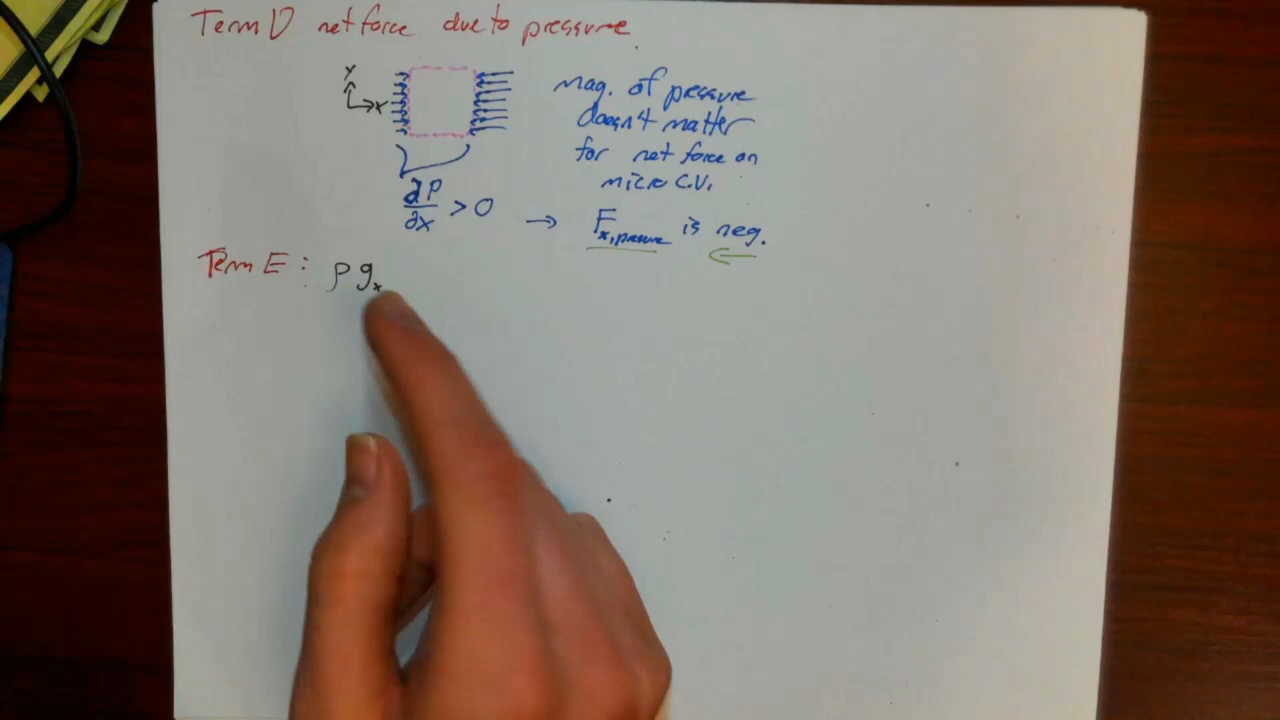 Term D net force due to pressure
Y
X
mag. of pressure
doesn't matter
for net force on
micro C.V.
∂P/∂x > 0 → F x,pressure is neg.
Term E: ρ g x